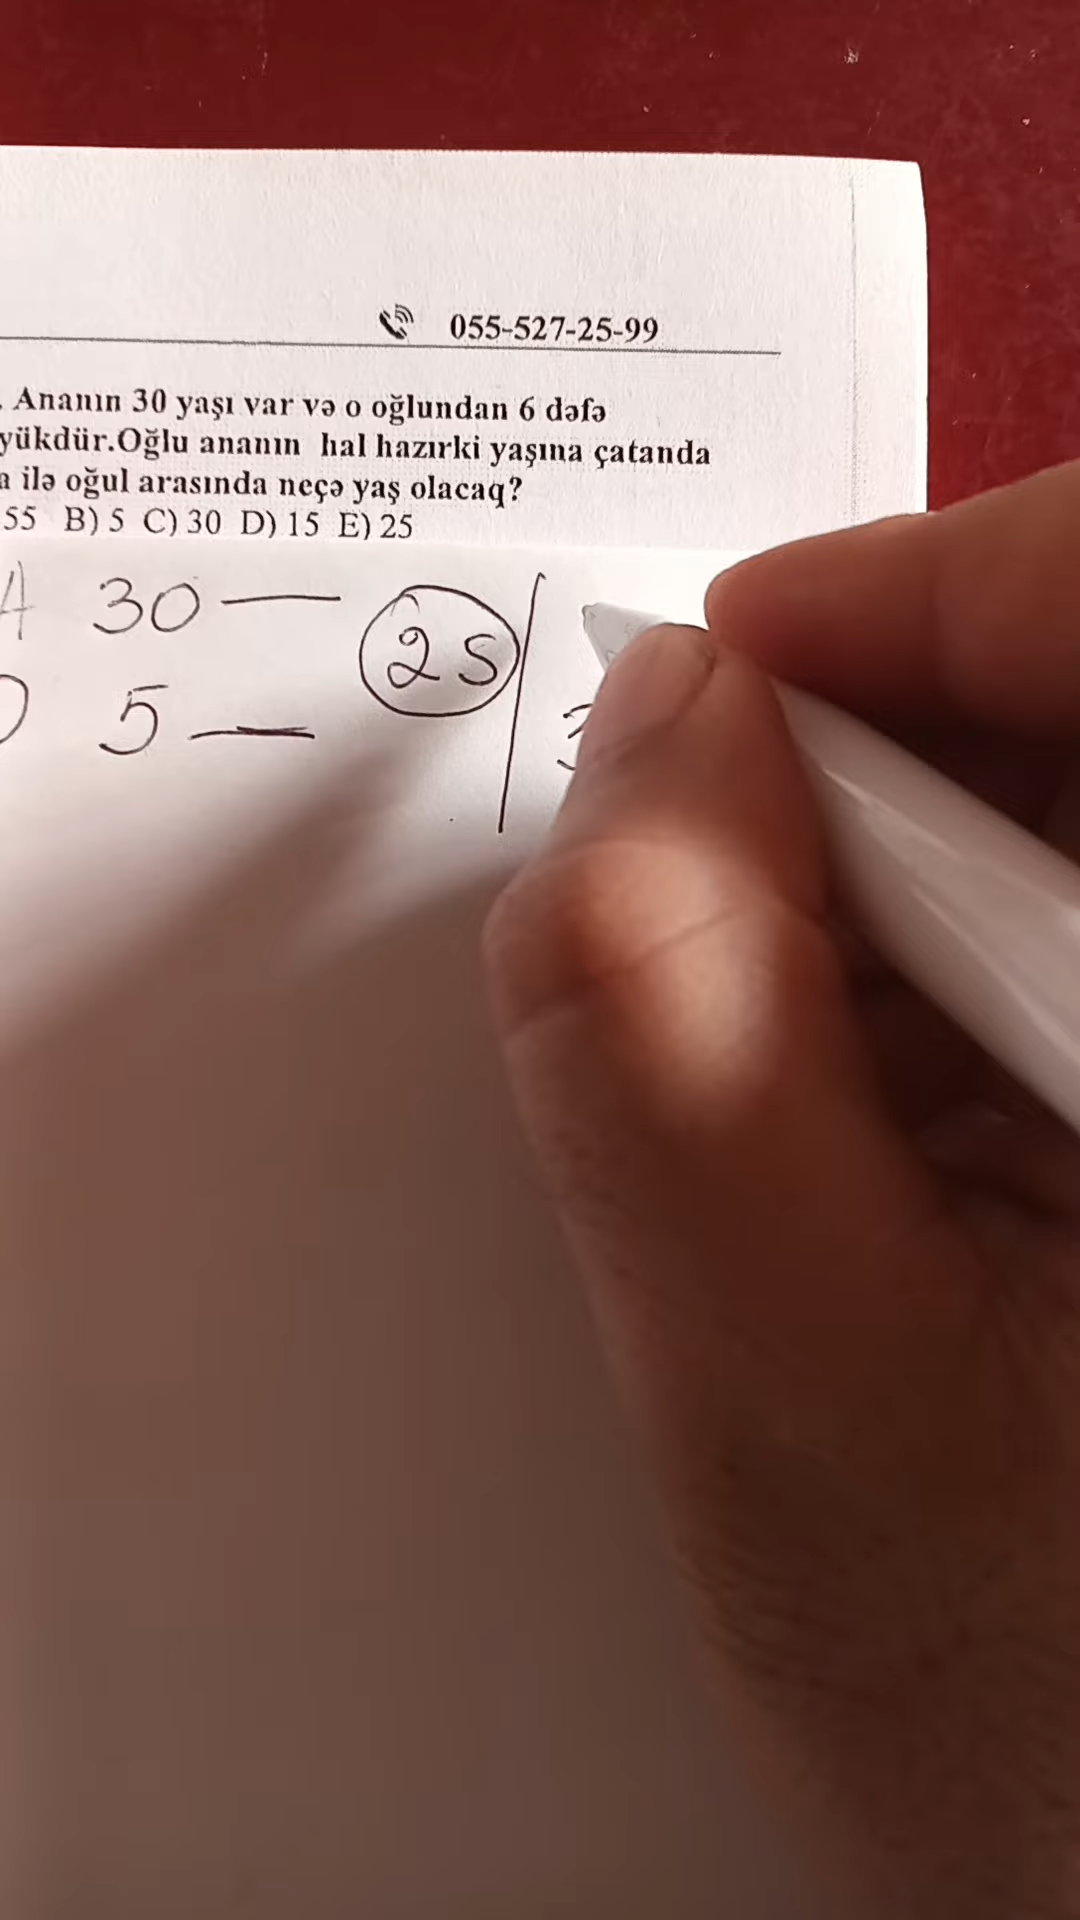 055-527-25-99
. Ananın 30 yaşı var və o oğlundan 6 dəfə
yükdür.Oğlu ananın hal hazırki yaşına çatanda
a ilə oğul arasında neçə yaş olacaq?
55 B) 5 C) 30 D) 15 E) 25
A 30 — 25
O 5 —
3